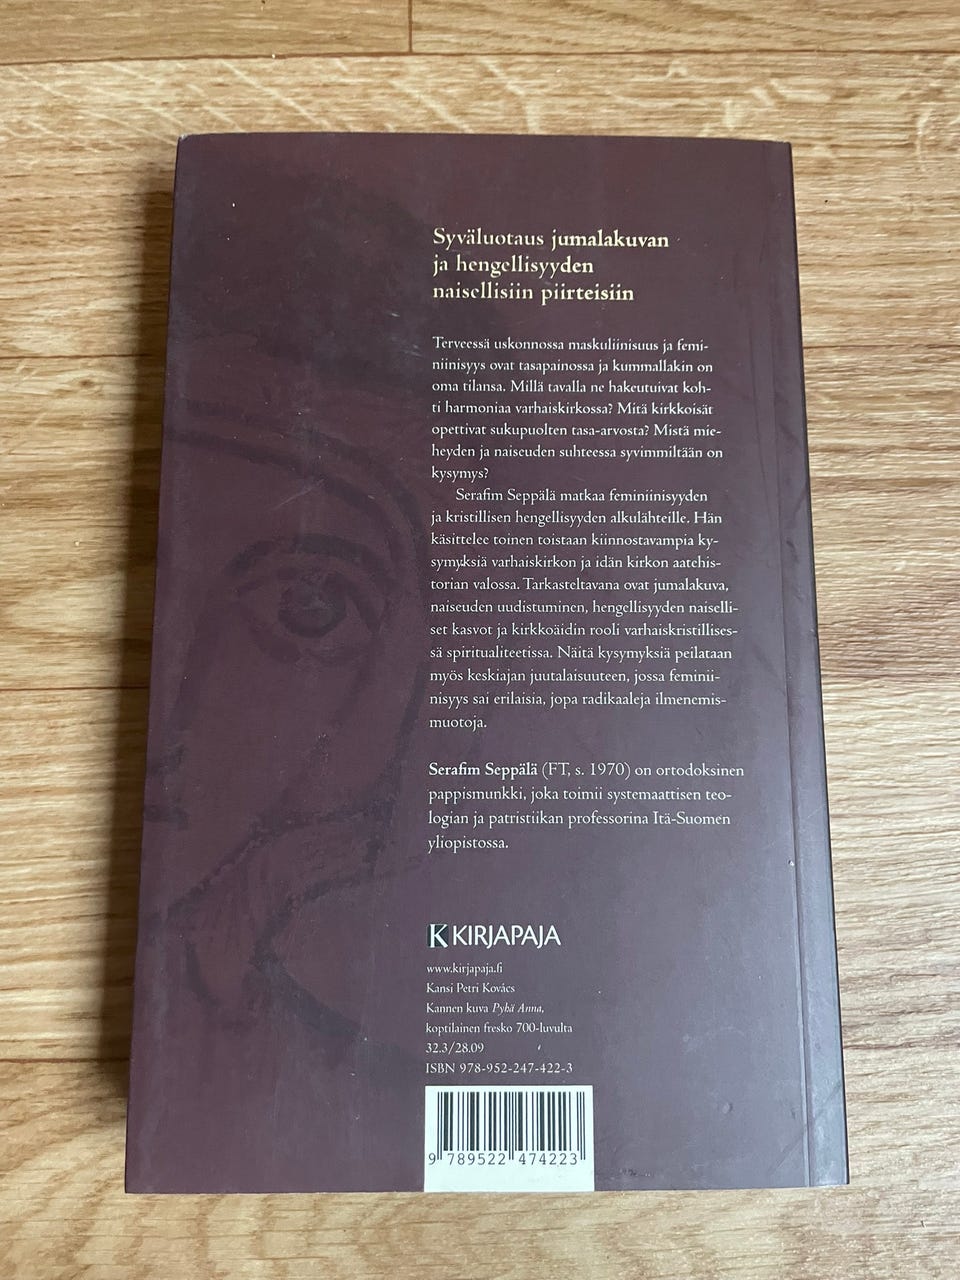 Syväluotaus jumalakuvan
ja hengellisyyden
naisellisiin piirteisiin
Terveessä uskonnossa maskuliinisuus ja femi-
niinisyys ovat tasapainossa ja kummallakin on
oma tilansa. Millä tavalla ne hakeutuivat koh-
ti harmoniaa varhaiskirkossa? Mitä kirkkoisät
opettivat sukupuolten tasa-arvosta? Mistä mie-
heyden ja naiseuden suhteessa syvimmiltään on
kysymys?
Serafim Seppälä matkaa feminiinisyyden
ja kristillisen hengellisyyden alkulähteille. Hän
käsittelee toinen toistaan kiinnostavampia ky-
symyksiä varhaiskirkon ja idän kirkon aatehis-
torian valossa. Tarkasteltavana ovat jumalakuva,
naiseuden uudistuminen, hengellisyyden naiselli-
set kasvot ja kirkkoäidin rooli varhaiskristillises-
sä spiritualiteetissa. Näitä kysymyksiä peilataan
myös keskiajan juutalaisuuteen, jossa feminii-
nisyys sai erilaisia, jopa radikaaleja ilmenemis-
muotoja.
Serafim Seppälä (FT, s. 1970) on ortodoksinen
pappismunkki, joka toimii systemaattisen teo-
logian ja patristiikan professorina Itä-Suomen
yliopistossa.
K KIRJAPAJA
www.kirjapaja.fi
Kansi Petri Kovács
Kannen kuva Pyhä Anna,
koptilainen fresko 700-luvulta
32.3/28.09
ISBN 978-952-247-422-3
9 789522 474223